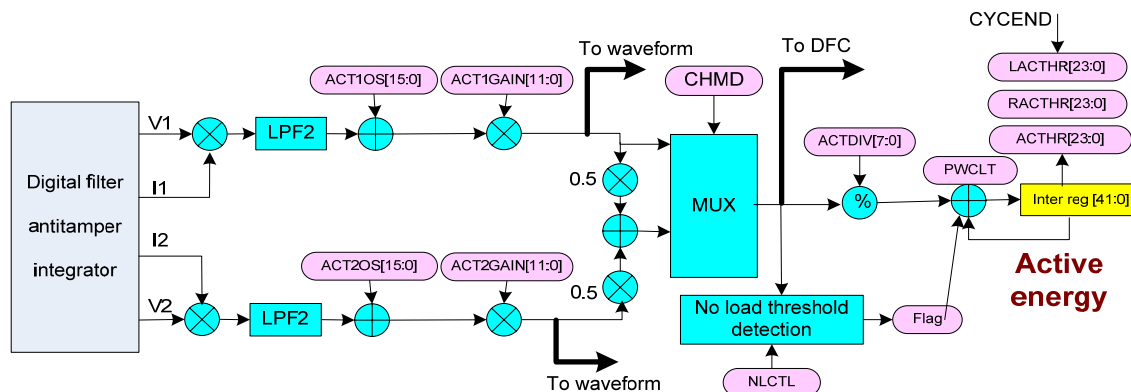 CYCEND
To waveform
To DFC
LACTHR[23:0]
ACT1OS[15:0]
ACT1GAIN[11:0]
CHMD
RACTHR[23:0]
V1
LPF2
ACTDIV[7:0]
ACTHR[23:0]
Digital filter
antitamper
integrator
I1
0.5
MUX
%
PWCLT
Inter reg [41:0]
I2
ACT2OS[15:0]
ACT2GAIN[11:0]
0.5
Active
energy
V2
LPF2
No load threshold
detection
Flag
To waveform
NLCTL